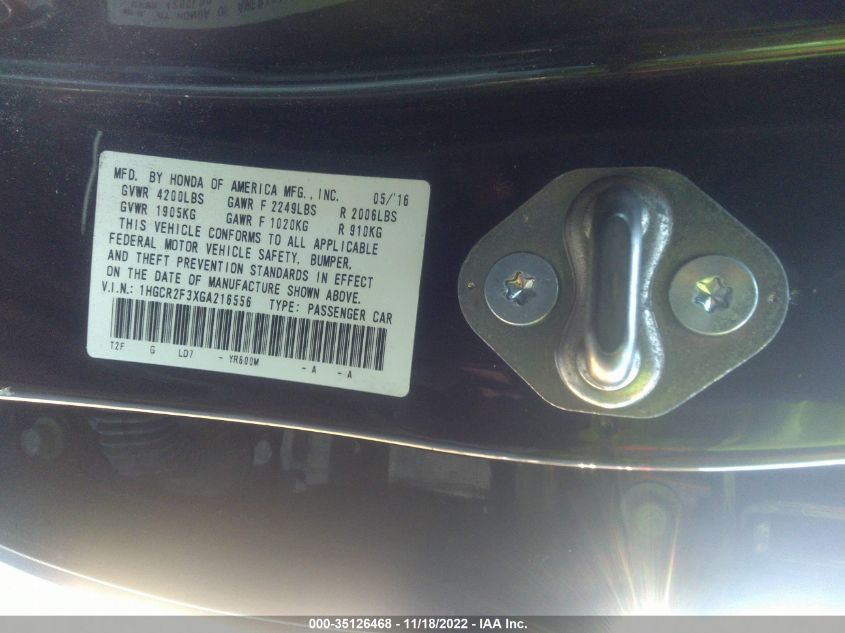 MFD. BY HONDA OF AMERICA MFG., INC. 05/'16
GVWR 4200LBS GAWR F 2249LBS R 2006LBS
GVWR 1905KG GAWR F 1020KG R 910KG
THIS VEHICLE CONFORMS TO ALL APPLICABLE
FEDERAL MOTOR VEHICLE SAFETY, BUMPER,
AND THEFT PREVENTION STANDARDS IN EFFECT
ON THE DATE OF MANUFACTURE SHOWN ABOVE.
V.I.N.: 1HGCR2F3XGA216556 TYPE: PASSENGER CAR
T2F G LD7 - YR600M - A - A
000-35126468 - 11/18/2022 - IAA Inc.